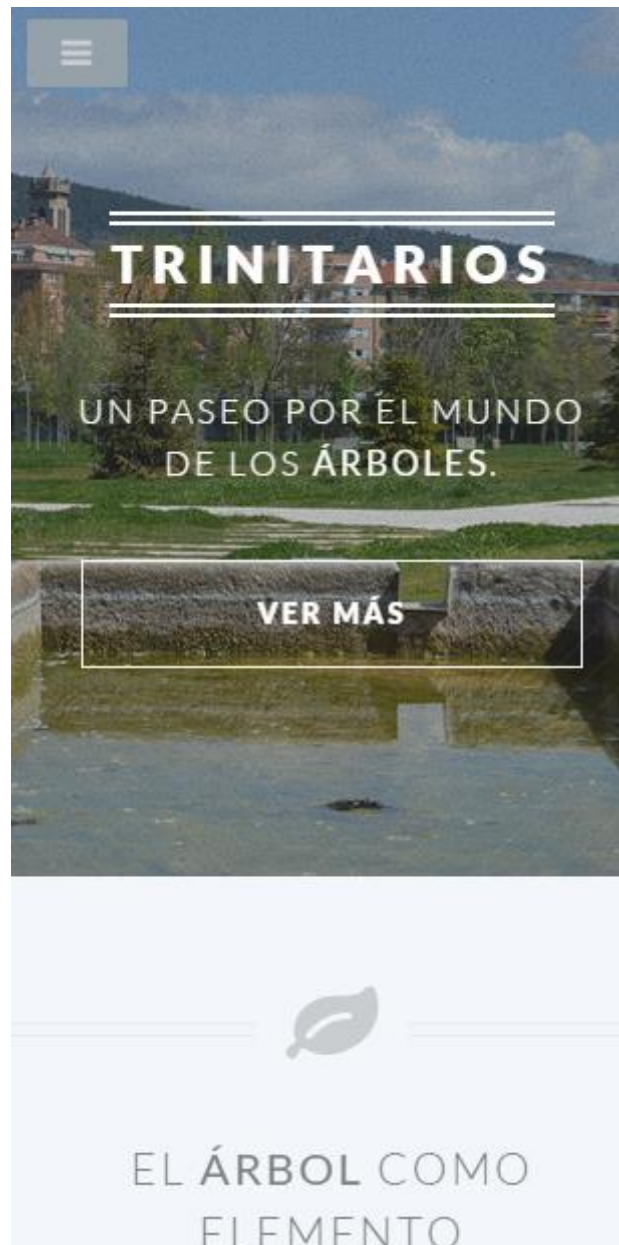 TRINITARIOS
UN PASEO POR EL MUNDO
DE LOS ÁRBOLES.
VER MÁS
EL ÁRBOL COMO
ELEMENTO